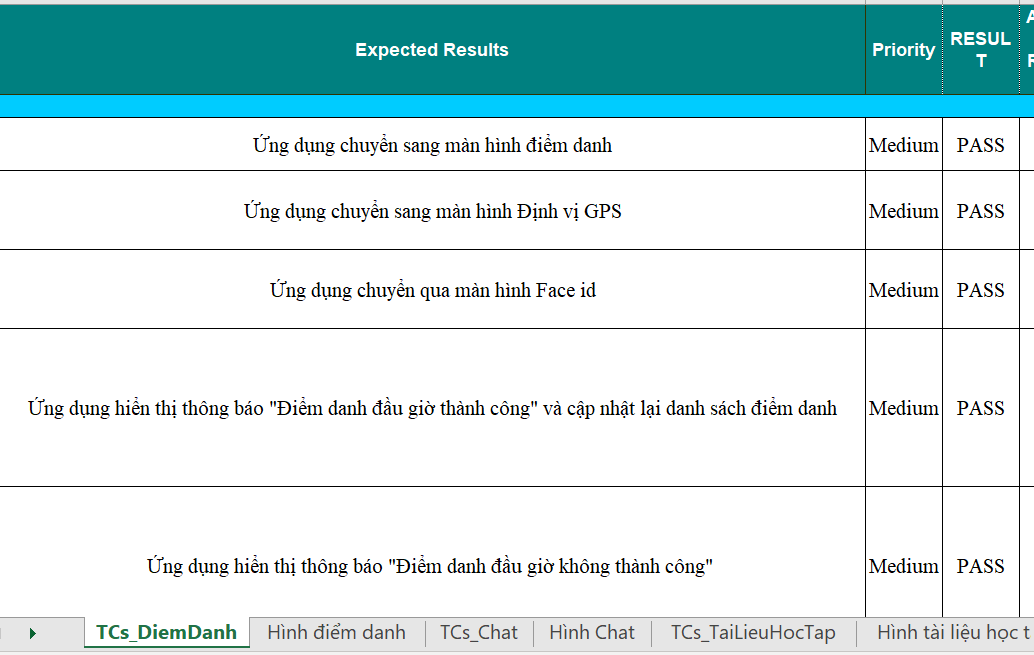 Expected Results Priority RESUL
T
Ứng dụng chuyển sang màn hình điểm danh Medium PASS
Ứng dụng chuyển sang màn hình Định vị GPS Medium PASS
Ứng dụng chuyển qua màn hình Face id Medium PASS
Ứng dụng hiển thị thông báo "Điểm danh đầu giờ thành công" và cập nhật lại danh sách điểm danh Medium PASS
Ứng dụng hiển thị thông báo "Điểm danh đầu giờ không thành công" Medium PASS
TCs_DiemDanh Hình điểm danh TCs_Chat Hình Chat TCs_TaiLieuHocTap Hình tài liệu học t